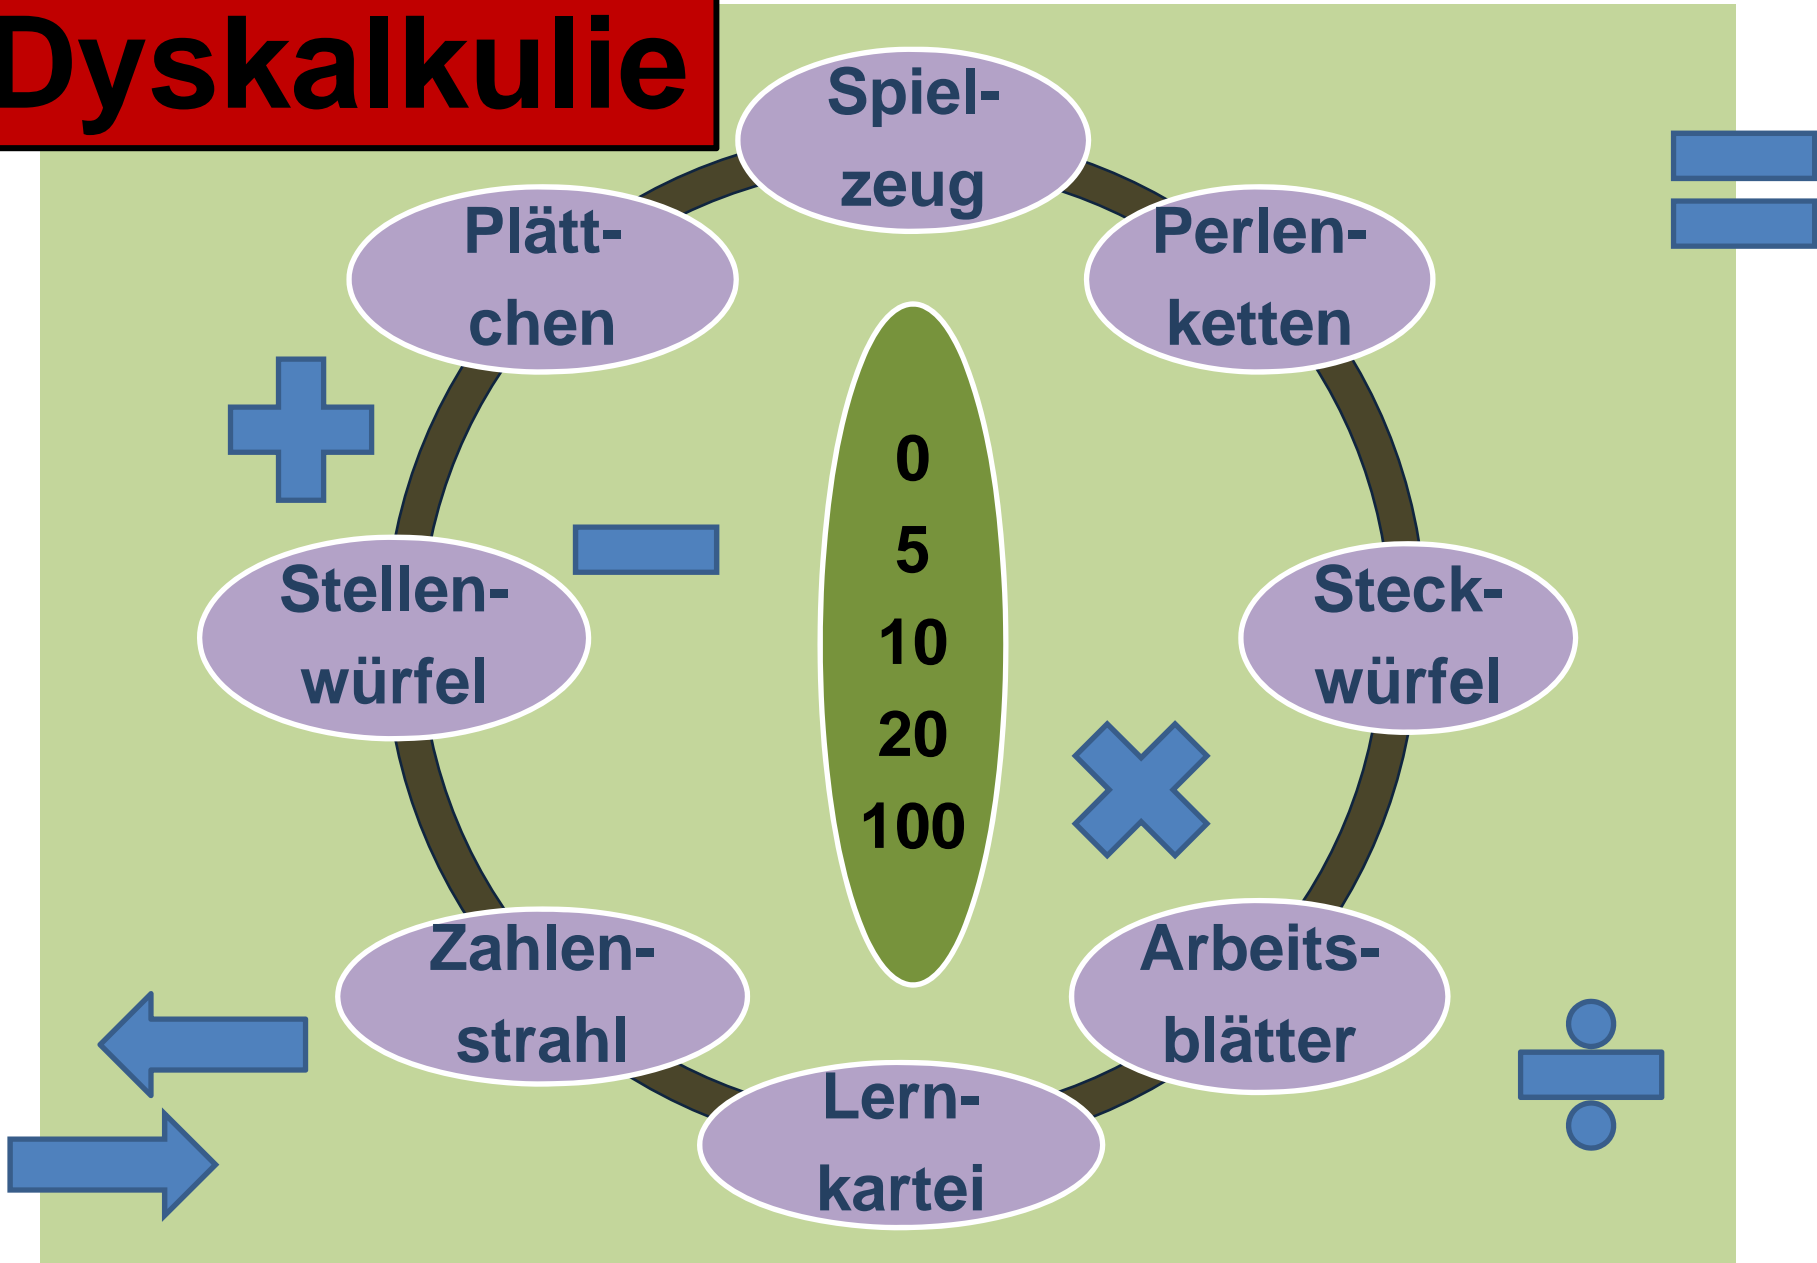 Dyskalkulie
Spiel-
zeug
Plätt-
chen
Perlen-
ketten
0
5
10
20
100
Stellen-
würfel
Steck-
würfel
Zahlen-
strahl
Arbeits-
blätter
Lern-
kartei